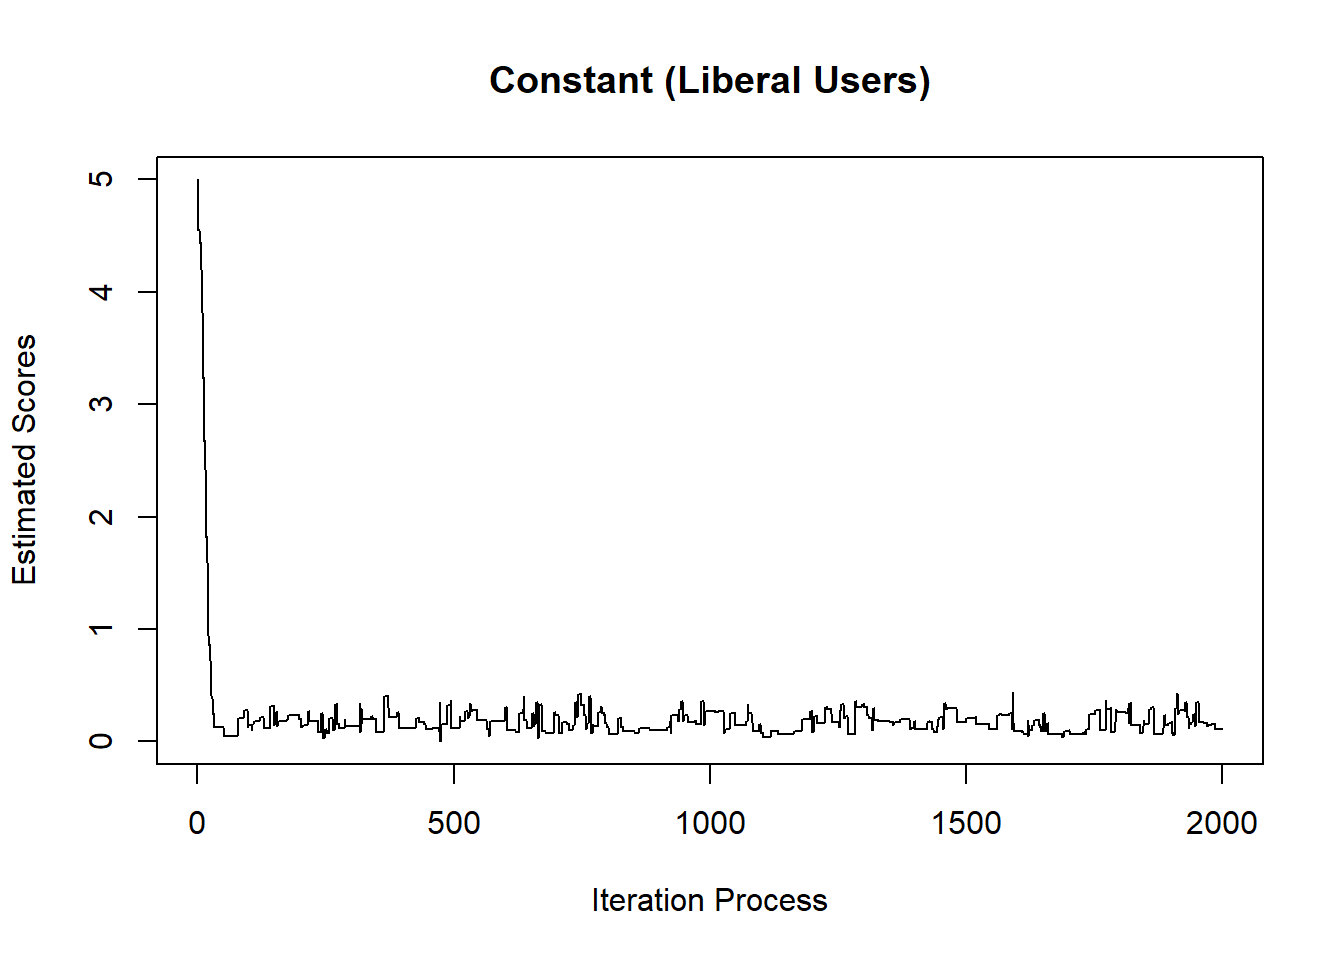 Constant (Liberal Users)
5
4
3
2
1
0
Estimated Scores
0 500 1000 1500 2000
Iteration Process